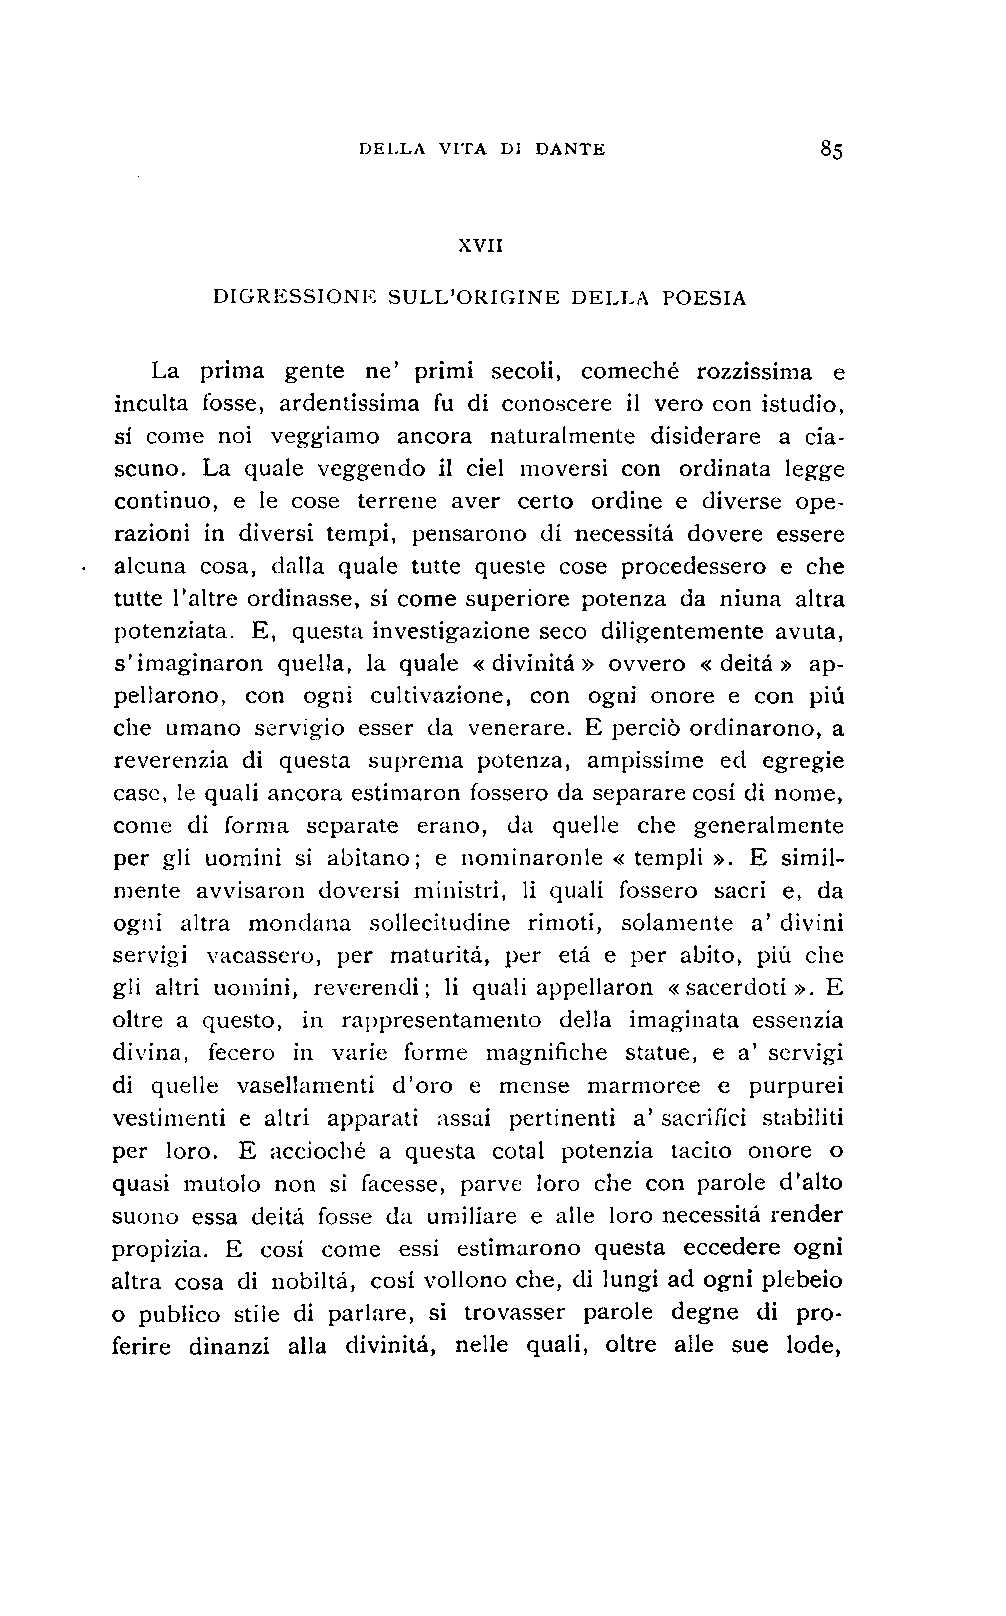 DELLA VITA DI DANTE 85
XVII
DIGRESSIONE SULL'ORIGINE DELLA POESIA
La prima gente ne' primi secoli, comeché rozzissima e
inculta fosse, ardentissima fu di conoscere il vero con istudio,
sí come noi veggiamo ancora naturalmente disiderare a cia-
scuno. La quale veggendo il ciel moversi con ordinata legge
continuo, e le cose terrene aver certo ordine e diverse ope-
razioni in diversi tempi, pensarono di necessitá dovere essere
alcuna cosa, dalla quale tutte queste cose procedessero e che
tutte l'altre ordinasse, sí come superiore potenza da niuna altra
potenziata. E, questa investigazione seco diligentemente avuta,
s'imaginaron quella, la quale « divinitá » ovvero « deitá » ap-
pellarono, con ogni cultivazione, con ogni onore e con piú
che umano servigio esser da venerare. E perciò ordinarono, a
reverenzia di questa suprema potenza, ampissime ed egregie
case, le quali ancora estimaron fossero da separare cosí di nome,
come di forma separate erano, da quelle che generalmente
per gli uomini si abitano; e nominaronle « templi ». E simil-
mente avvisaron doversi ministri, li quali fossero sacri e, da
ogni altra mondana sollecitudine rimoti, solamente a' divini
servigi vacassero, per maturitá, per etá e per abito, piú che
gli altri uomini, reverendi; li quali appellaron « sacerdoti ». E
oltre a questo, in rappresentamento della imaginata essenzia
divina, fecero in varie forme magnifiche statue, e a' servigi
di quelle vasellamenti d'oro e mense marmoree e purpurei
vestimenti e altri apparati assai pertinenti a' sacrifici stabiliti
per loro. E accioché a questa cotal potenzia tacito onore o
quasi mutolo non si facesse, parve loro che con parole d'alto
suono essa deitá fosse da umiliare e alle loro necessitá render
propizia. E cosí come essi estimarono questa eccedere ogni
altra cosa di nobiltá, cosí vollono che, di lungi ad ogni plebeio
o publico stile di parlare, si trovasser parole degne di pro-
ferire dinanzi alla divinitá, nelle quali, oltre alle sue lode,